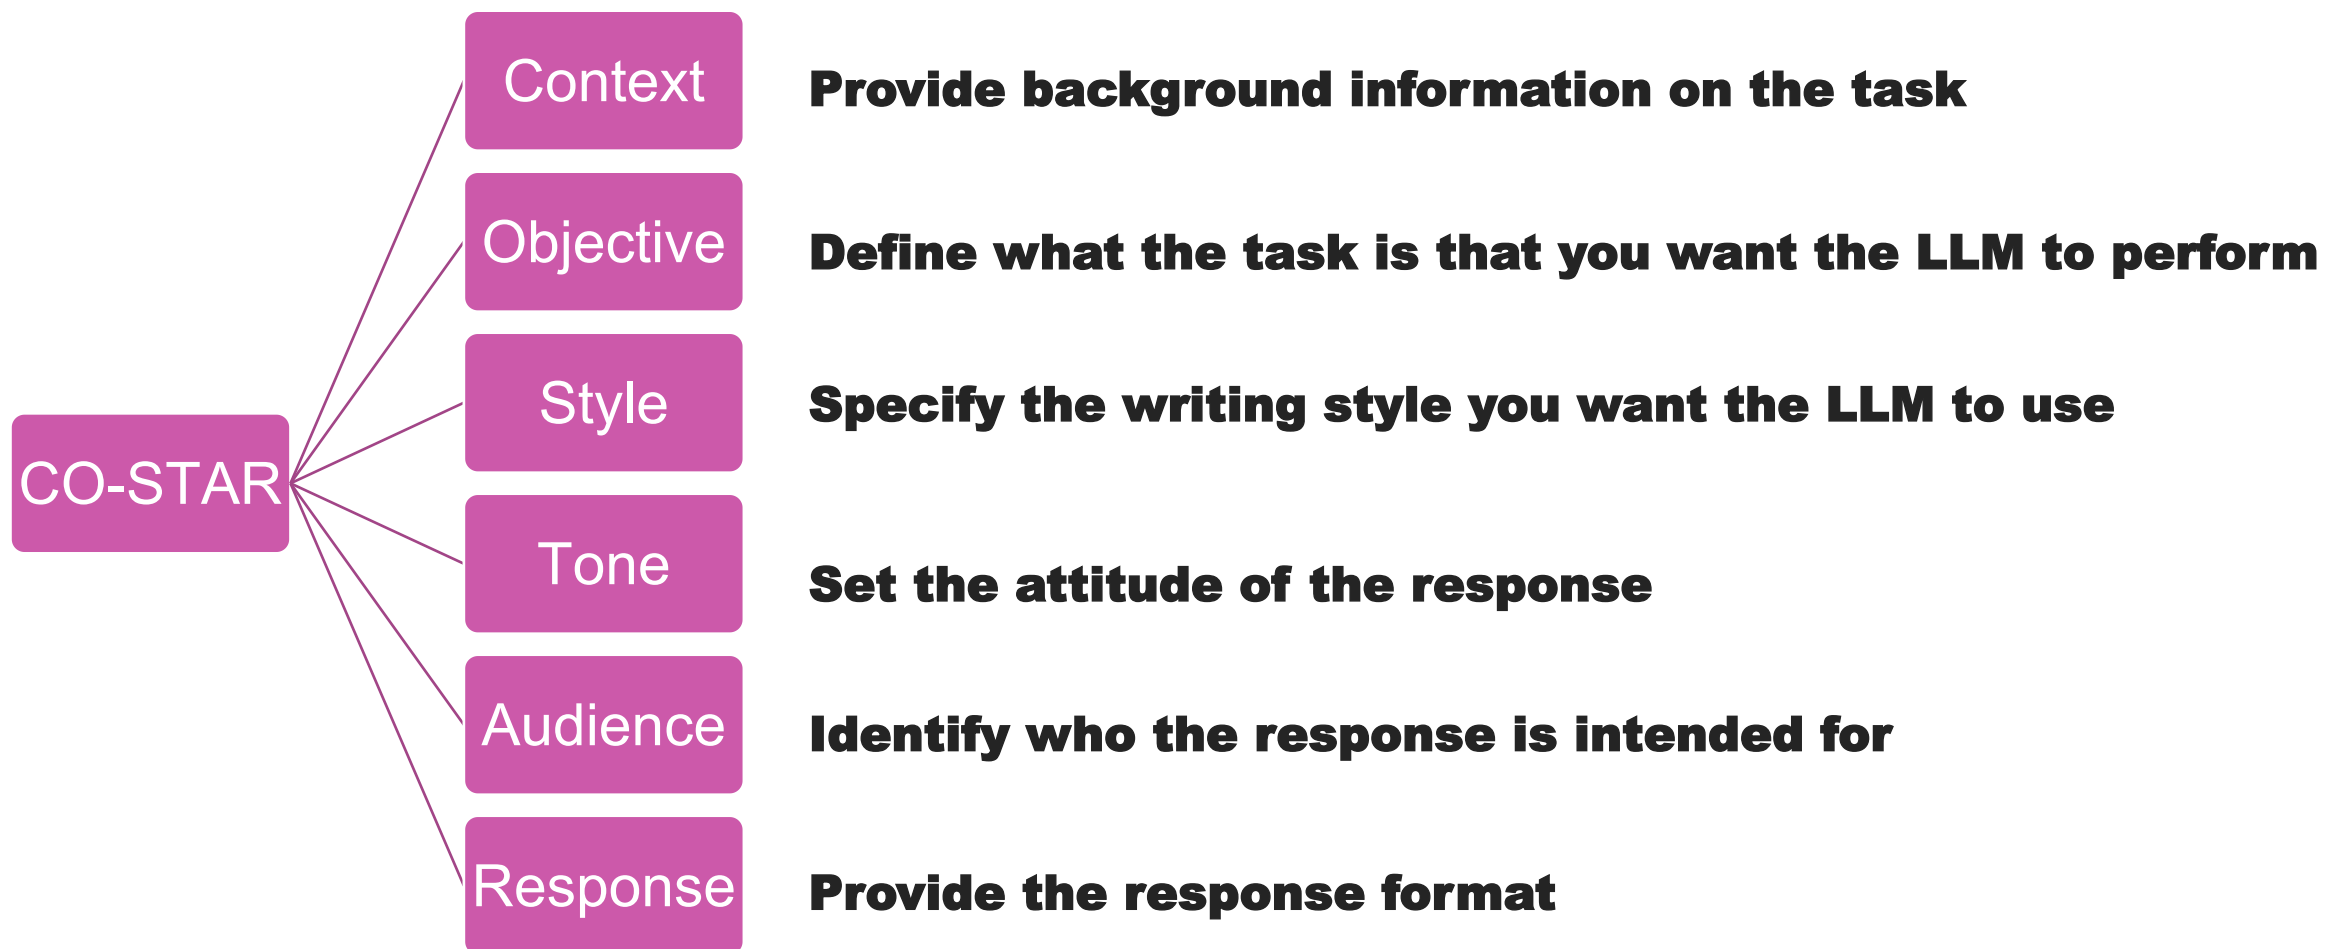 CO-STAR
Context
Provide background information on the task
Objective
Define what the task is that you want the LLM to perform
Style
Specify the writing style you want the LLM to use
Tone
Set the attitude of the response
Audience
Identify who the response is intended for
Response
Provide the response format